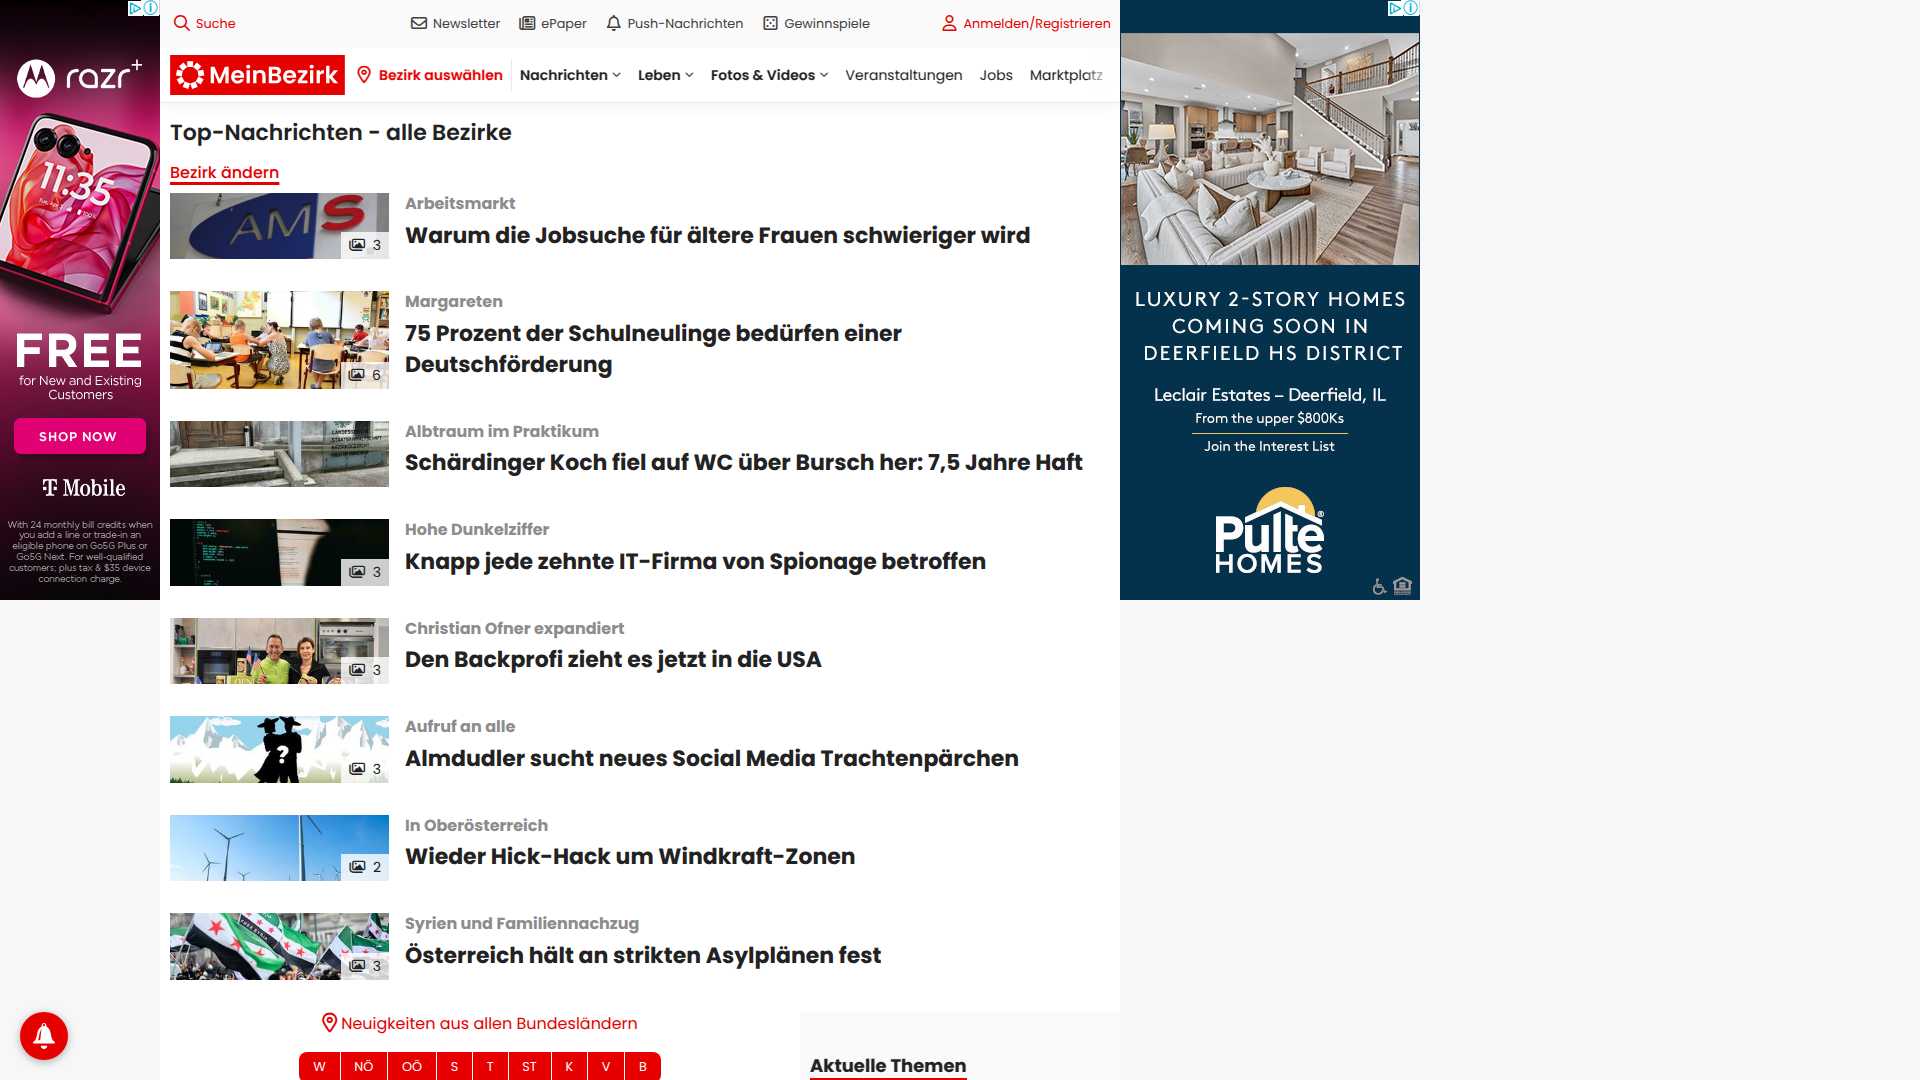 Suche
Newsletter
ePaper
Push-Nachrichten
Gewinnspiele
Anmelden/Registrieren
MeinBezirk
Bezirk auswählen
Nachrichten
Leben
Fotos & Videos
Veranstaltungen
Jobs
Marktplatz
Top-Nachrichten - alle Bezirke
Bezirk ändern
AMS
3
Arbeitsmarkt
Warum die Jobsuche für ältere Frauen schwieriger wird
6
Margareten
75 Prozent der Schulneulinge bedürfen einer
Deutschförderung
Albtraum im Praktikum
Schärdinger Koch fiel auf WC über Bursch her: 7,5 Jahre Haft
3
Hohe Dunkelziffer
Knapp jede zehnte IT-Firma von Spionage betroffen
3
Christian Ofner expandiert
Den Backprofi zieht es jetzt in die USA
?
3
Aufruf an alle
Almdudler sucht neues Social Media Trachtenpärchen
2
In Oberösterreich
Wieder Hick-Hack um Windkraft-Zonen
3
Syrien und Familiennachzug
Österreich hält an strikten Asylplänen fest
Neuigkeiten aus allen Bundesländern
W NÖ OÖ S T ST K V B
Aktuelle Themen
razr+
11:35
FREE
for New and Existing
Customers
SHOP NOW
T Mobile
With 24 monthly bill credits when
you add a line or trade-in an
eligible phone on Go5G Plus or
Go5G Next. For well-qualified
customers; plus tax & $35 device
connection charge.
LUXURY 2-STORY HOMES
COMING SOON IN
DEERFIELD HS DISTRICT
Leclair Estates – Deerfield, IL
From the upper $800Ks
Join the Interest List
Pulte®
HOMES